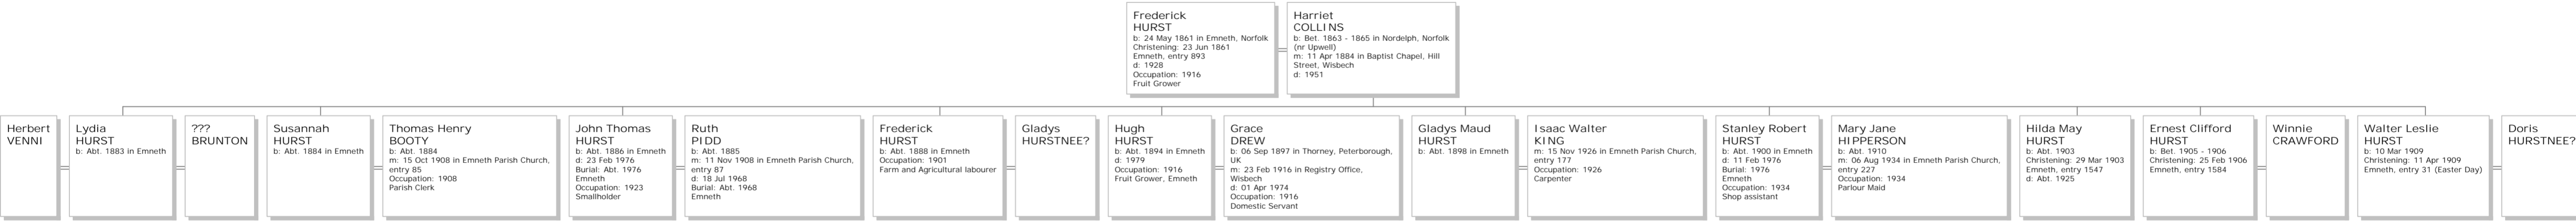 Frederick
HURST
b: 24 May 1861 in Emneth, Norfolk
Christening: 23 Jun 1861
Emneth, entry 893
d: 1928
Occupation: 1916
Fruit Grower
Harriet
COLLINS
b: Bet. 1863 - 1865 in Nordelph, Norfolk
(nr Upwell)
m: 11 Apr 1884 in Baptist Chapel, Hill
Street, Wisbech
d: 1951
Herbert
VENNI
Lydia
HURST
b: Abt. 1883 in Emneth
???
BRUNTON
Susannah
HURST
b: Abt. 1884 in Emneth
Thomas Henry
BOOTY
b: Abt. 1884
m: 15 Oct 1908 in Emneth Parish Church,
entry 85
Occupation: 1908
Parish Clerk
John Thomas
HURST
b: Abt. 1886 in Emneth
d: 23 Feb 1976
Burial: Abt. 1976
Emneth
Occupation: 1923
Smallholder
Ruth
PIDD
b: Abt. 1885
m: 11 Nov 1908 in Emneth Parish Church,
entry 87
d: 18 Jul 1968
Burial: Abt. 1968
Emneth
Frederick
HURST
b: Abt. 1888 in Emneth
Occupation: 1901
Farm and Agricultural labourer
Gladys
HURSTNEE?
Hugh
HURST
b: Abt. 1894 in Emneth
d: 1979
Occupation: 1916
Fruit Grower, Emneth
Grace
DREW
b: 06 Sep 1897 in Thorney, Peterborough,
UK
m: 23 Feb 1916 in Registry Office,
Wisbech
d: 01 Apr 1974
Occupation: 1916
Domestic Servant
Gladys Maud
HURST
b: Abt. 1898 in Emneth
Isaac Walter
KING
m: 15 Nov 1926 in Emneth Parish Church,
entry 177
Occupation: 1926
Carpenter
Stanley Robert
HURST
b: Abt. 1900 in Emneth
d: 11 Feb 1976
Burial: 1976
Emneth
Occupation: 1934
Shop assistant
Mary Jane
HIPPERSON
b: Abt. 1910
m: 06 Aug 1934 in Emneth Parish Church,
entry 227
Occupation: 1934
Parlour Maid
Hilda May
HURST
b: Abt. 1903
Christening: 29 Mar 1903
Emneth, entry 1547
d: Abt. 1925
Ernest Clifford
HURST
b: Bet. 1905 - 1906
Christening: 25 Feb 1906
Emneth, entry 1584
Winnie
CRAWFORD
Walter Leslie
HURST
b: 10 Mar 1909
Christening: 11 Apr 1909
Emneth, entry 31 (Easter Day)
Doris
HURSTNEE?